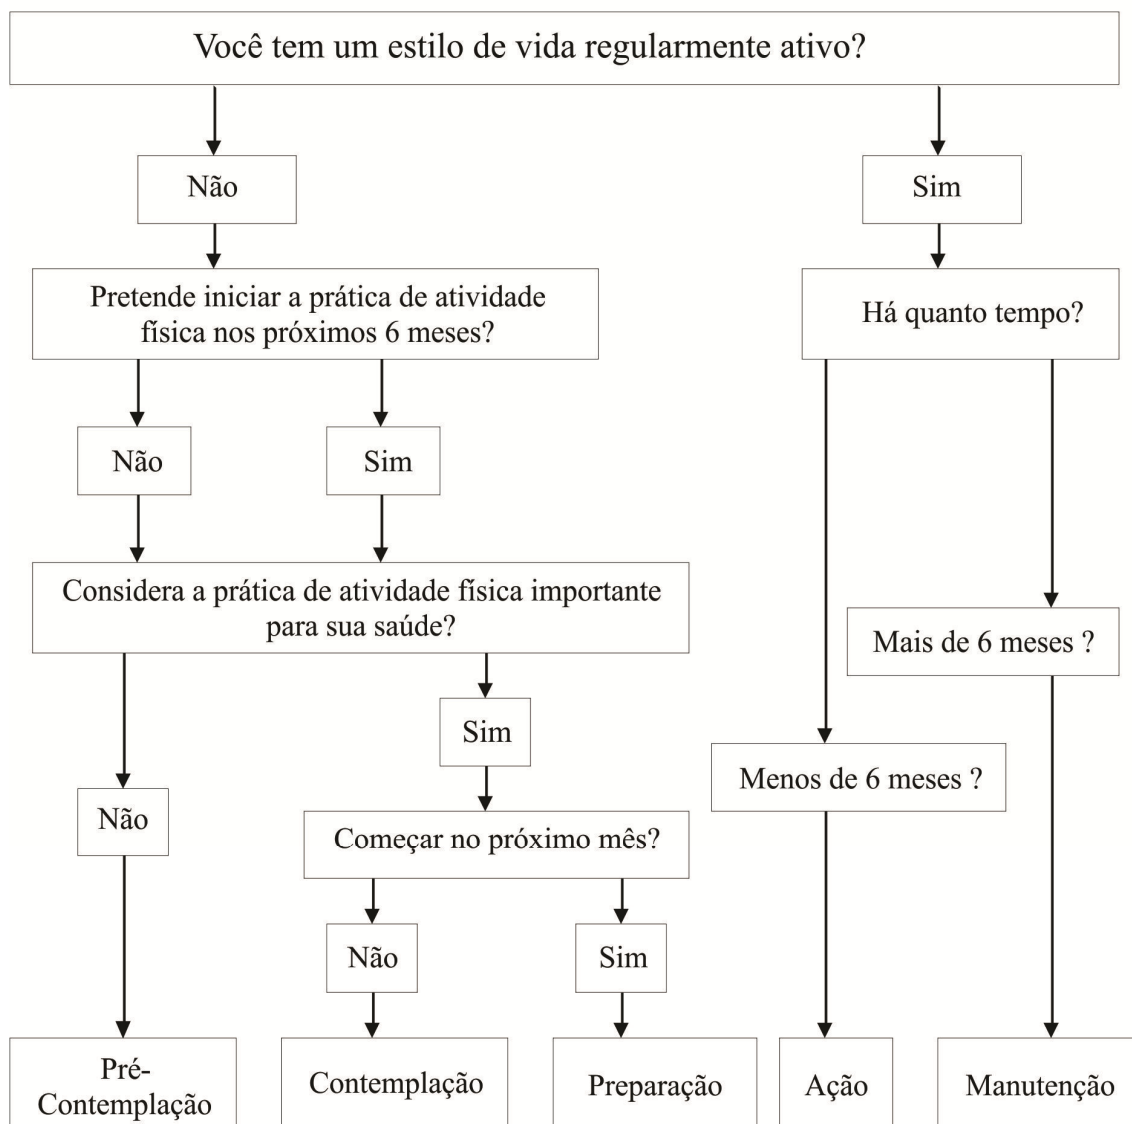 Você tem um estilo de vida regularmente ativo?
Não
Sim
Pretende iniciar a prática de atividade
física nos próximos 6 meses?
Há quanto tempo?
Não
Sim
Considera a prática de atividade física importante
para sua saúde?
Mais de 6 meses ?
Sim
Menos de 6 meses ?
Não
Começar no próximo mês?
Não
Sim
Pré-
Contemplação
Contemplação
Preparação
Ação
Manutenção